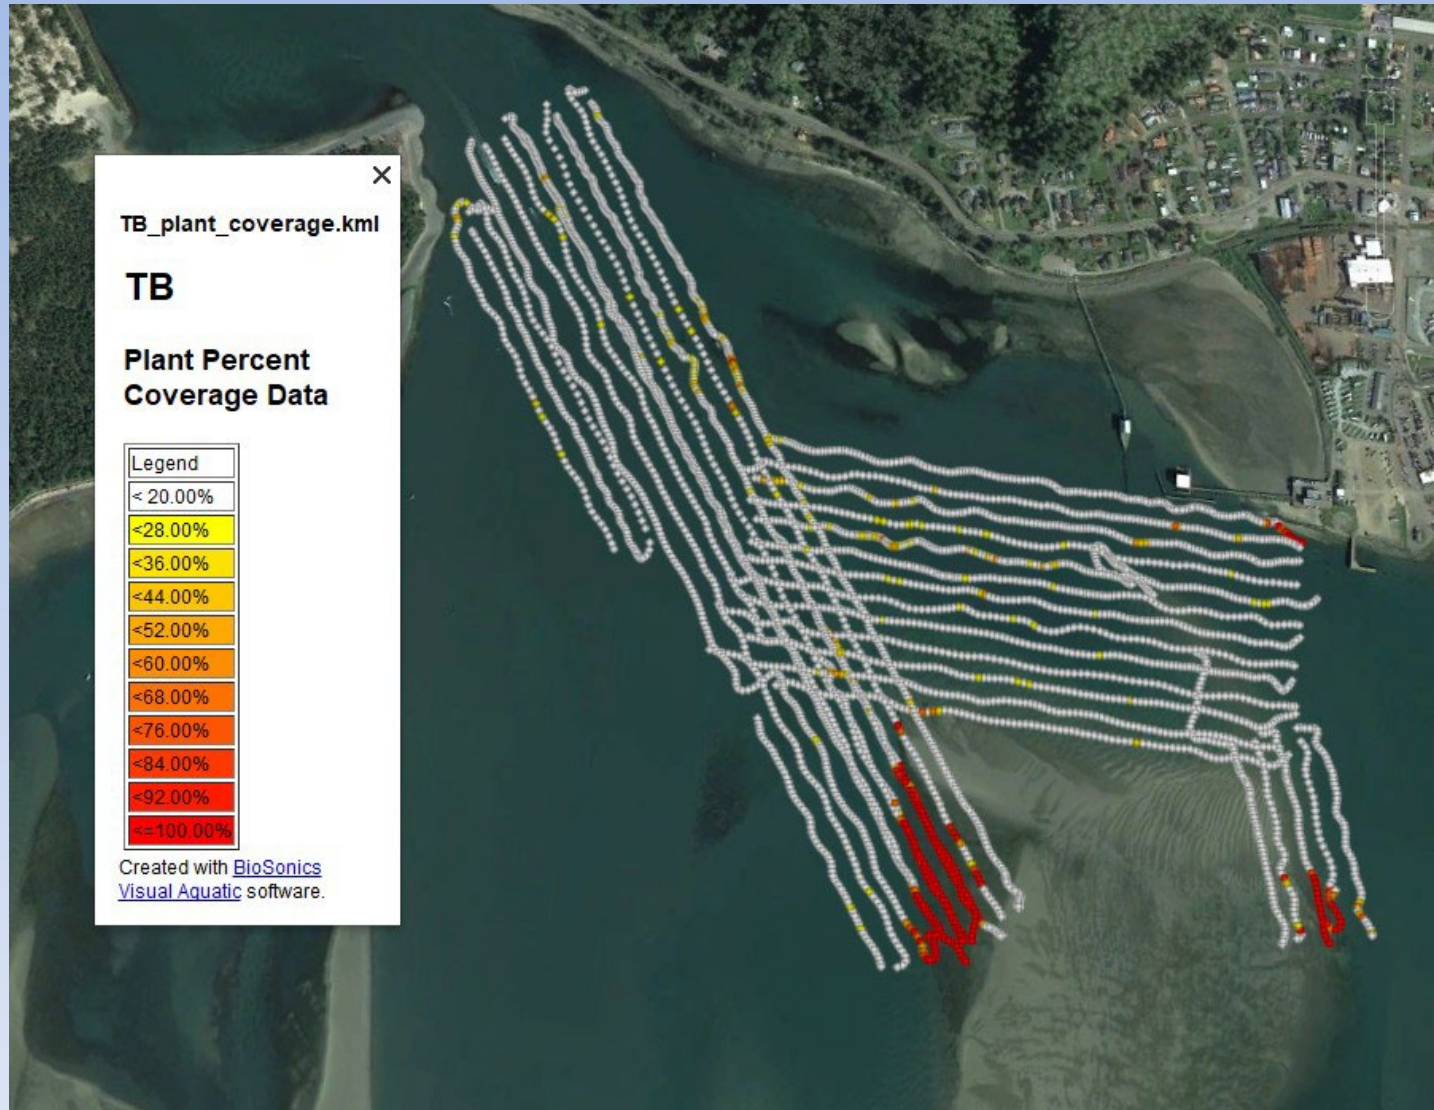 TB_plant_coverage.kml
TB
Plant Percent
Coverage Data
Legend
< 20.00%
<28.00%
<36.00%
<44.00%
<52.00%
<60.00%
<68.00%
<76.00%
<84.00%
<92.00%
<=100.00%
Created with BioSonics
Visual Aquatic software.